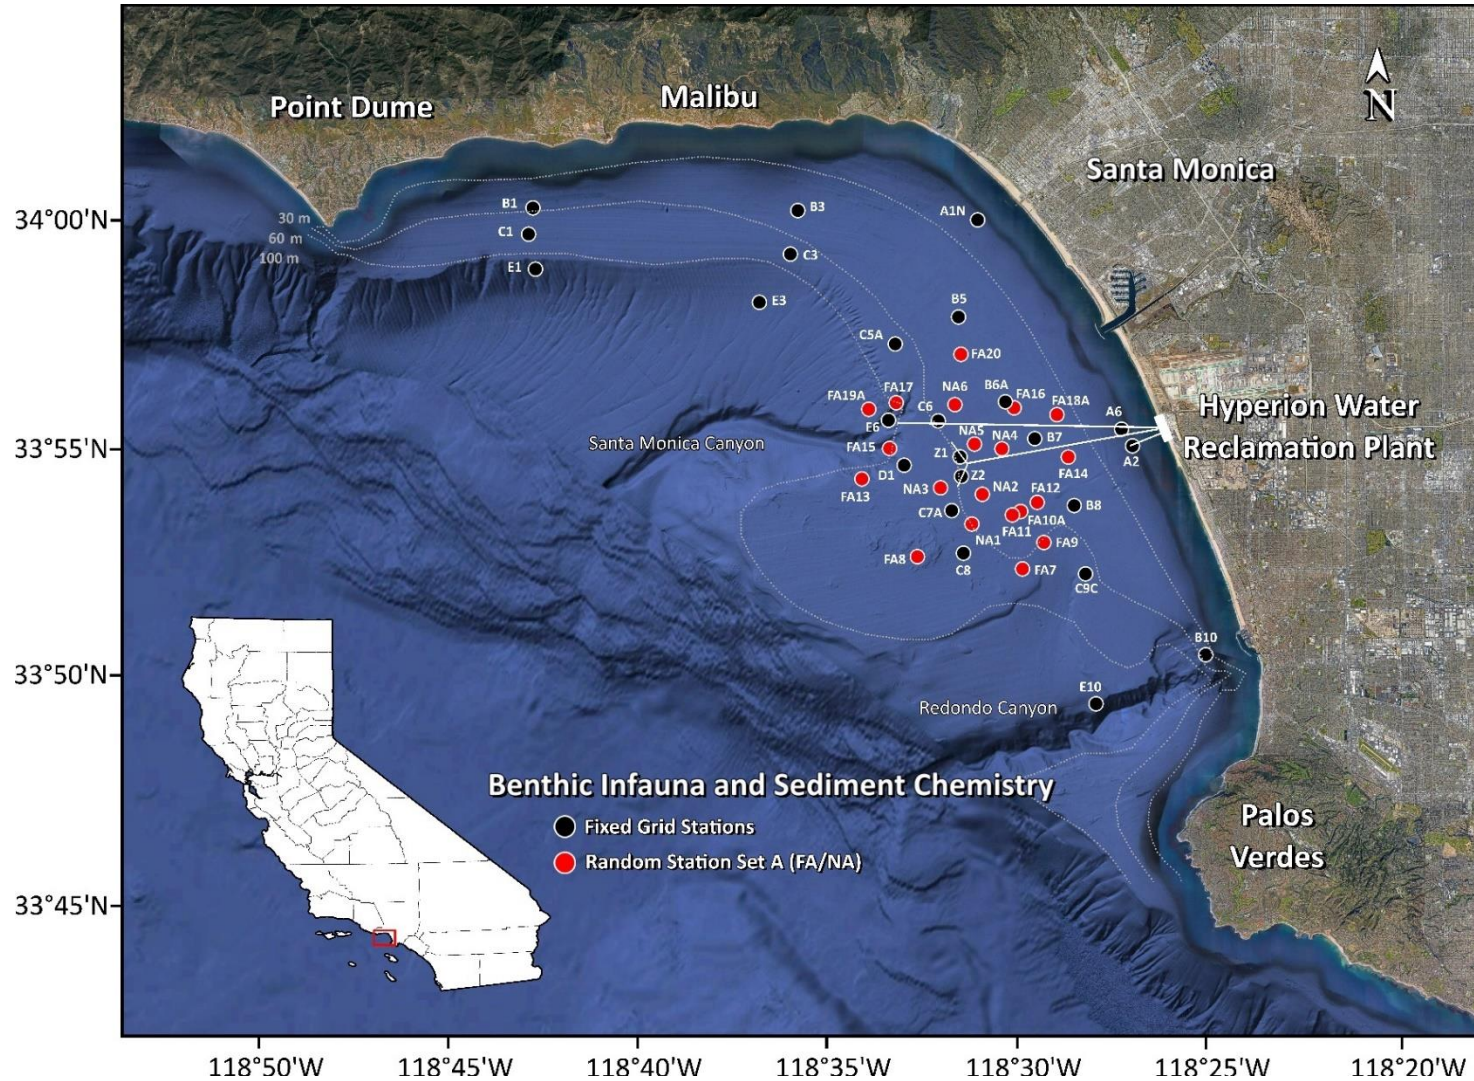 Point Dume
Malibu
N
Santa Monica
34°00'N
30 m
60 m
100 m
B1
C1
E1
B3
C3
E3
A1N
B5
C5A
FA20
FA19A
FA17
NA6
B6A
FA16
FA18A
A6
E6
C6
Hyperion Water
Reclamation Plant
33°55'N
Santa Monica Canyon
FA15
NA5
NA4
B7
A2
Z1
FA14
D1
Z2
FA13
NA3
NA2
FA12
B8
C7A
FA10A
FA11
NA1
FA9
FA8
C8
FA7
C9C
B10
33°50'N
E10
Redondo Canyon
Benthic Infauna and Sediment Chemistry
Fixed Grid Stations
Random Station Set A (FA/NA)
Palos
Verdes
33°45'N
118°50'W
118°45'W
118°40'W
118°35'W
118°30'W
118°25'W
118°20'W